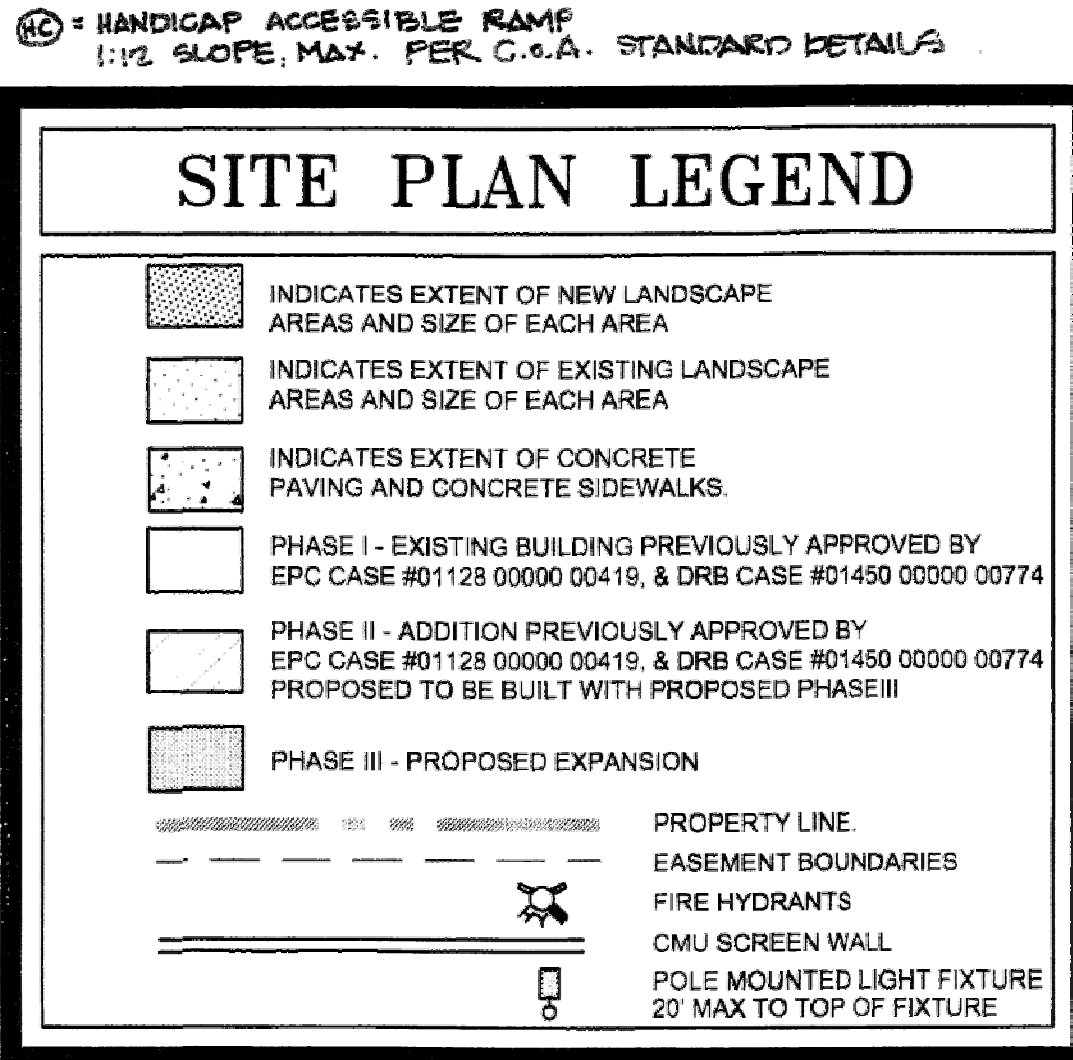 HC = HANDICAP ACCESSIBLE RAMP
1:12 SLOPE, MAX. PER C.O.A. STANDARD DETAILS
SITE PLAN LEGEND
INDICATES EXTENT OF NEW LANDSCAPE
AREAS AND SIZE OF EACH AREA
INDICATES EXTENT OF EXISTING LANDSCAPE
AREAS AND SIZE OF EACH AREA
INDICATES EXTENT OF CONCRETE
PAVING AND CONCRETE SIDEWALKS.
PHASE I - EXISTING BUILDING PREVIOUSLY APPROVED BY
EPC CASE #01128 00000 00419, & DRB CASE #01450 00000 00774
PHASE II - ADDITION PREVIOUSLY APPROVED BY
EPC CASE #01128 00000 00419, & DRB CASE #01450 00000 00774
PROPOSED TO BE BUILT WITH PROPOSED PHASEIII
PHASE III - PROPOSED EXPANSION
PROPERTY LINE.
EASEMENT BOUNDARIES
FIRE HYDRANTS
CMU SCREEN WALL
POLE MOUNTED LIGHT FIXTURE
20' MAX TO TOP OF FIXTURE